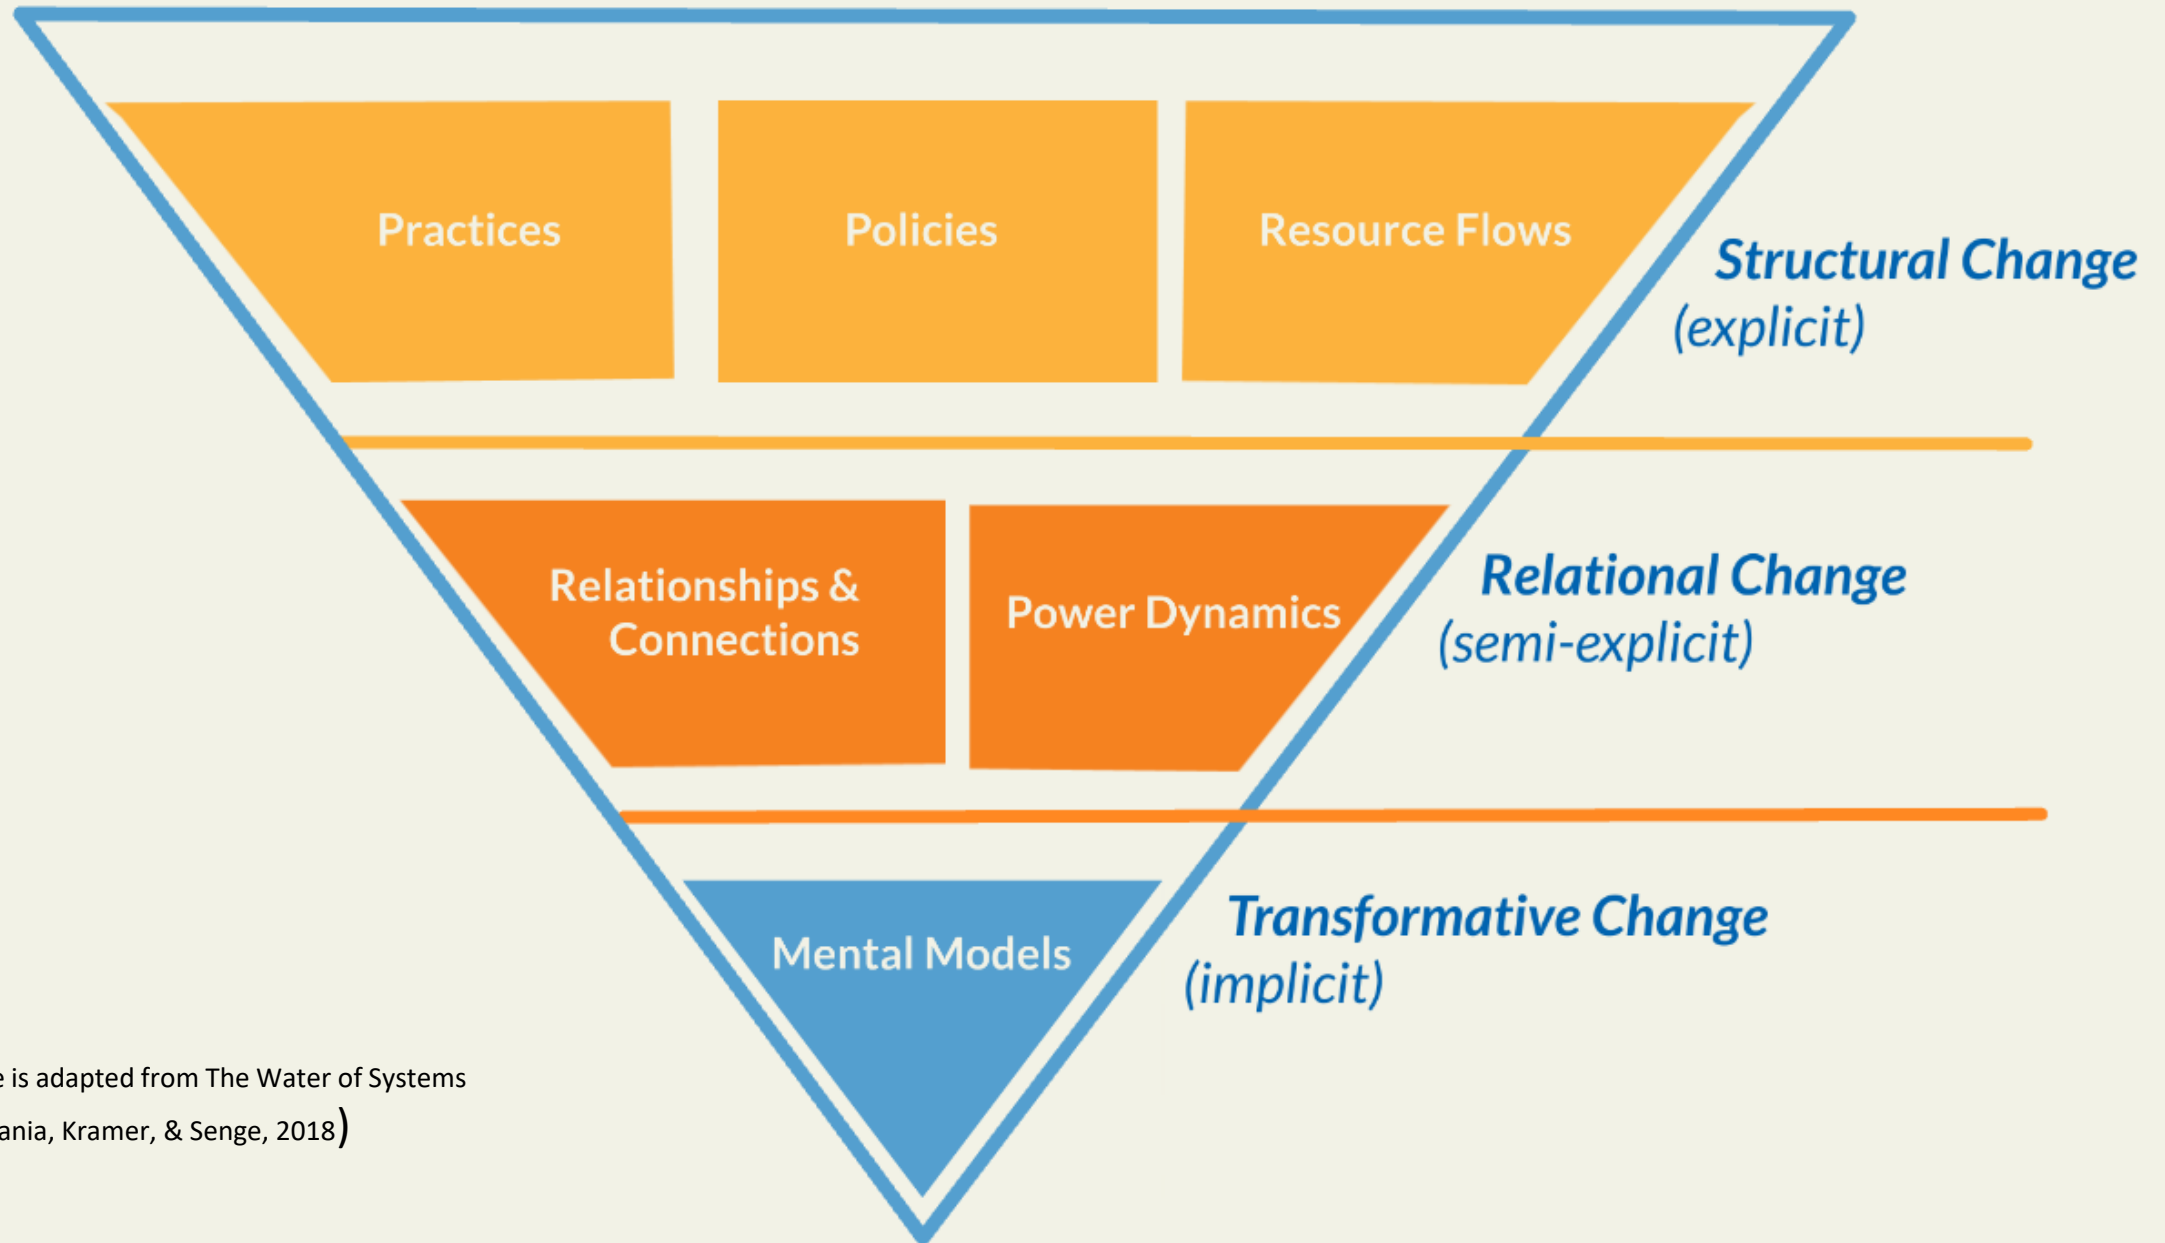 Practices
Policies
Resource Flows
Structural Change
(explicit)
Relationships &
Connections
Power Dynamics
Relational Change
(semi-explicit)
Mental Models
Transformative Change
(implicit)
is adapted from The Water of Systems
Kramer, & Senge, 2018)